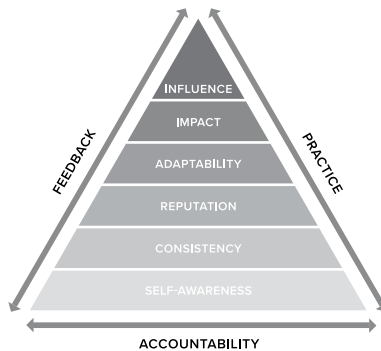 INFLUENCE
IMPACT
FEEDBACK
PRACTICE
ADAPTABILITY
REPUTATION
CONSISTENCY
SELF-AWARENESS
ACCOUNTABILITY